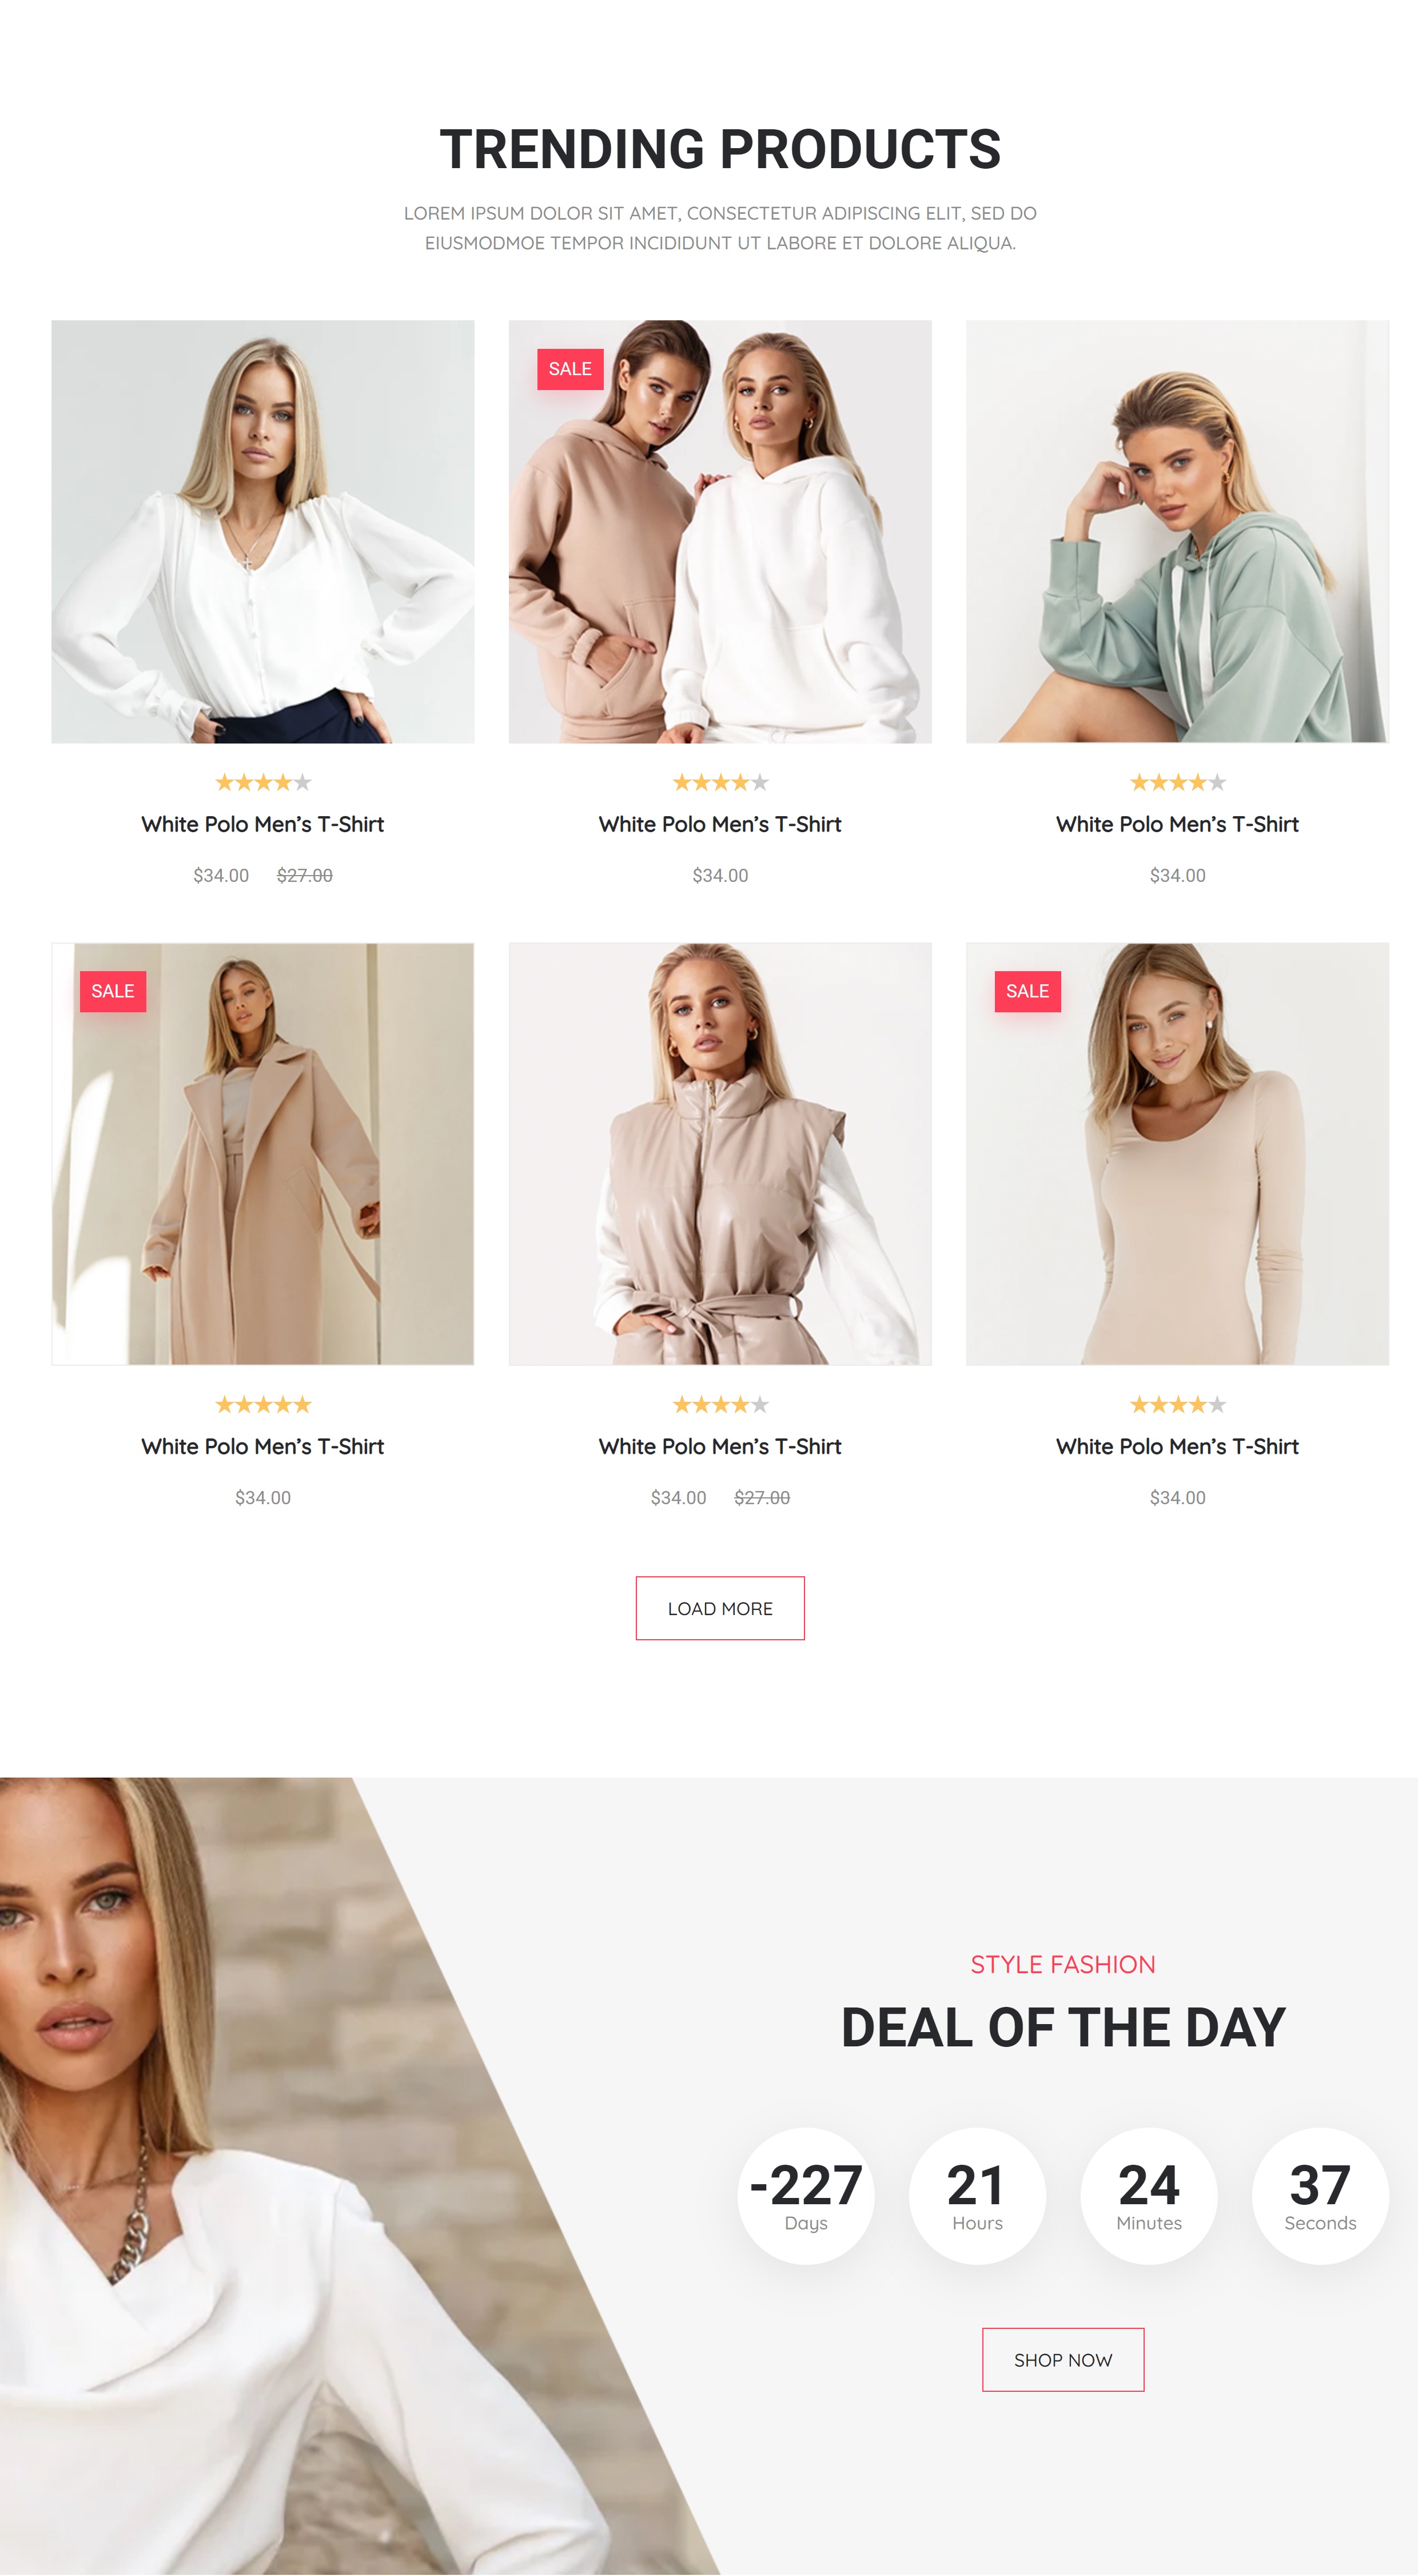 TRENDING PRODUCTS
LOREM IPSUM DOLOR SIT AMET, CONSECTETUR ADIPISCING ELIT, SED DO
EIUSMODMOE TEMPOR INCIDIDUNT UT LABORE ET DOLORE ALIQUA.
SALE
White Polo Men’s T-Shirt
$34.00 $27.00
White Polo Men’s T-Shirt
$34.00
White Polo Men’s T-Shirt
$34.00
SALE
SALE
White Polo Men’s T-Shirt
$34.00
White Polo Men’s T-Shirt
$34.00 $27.00
White Polo Men’s T-Shirt
$34.00
LOAD MORE
STYLE FASHION
DEAL OF THE DAY
-227
Days
21
Hours
24
Minutes
37
Seconds
SHOP NOW